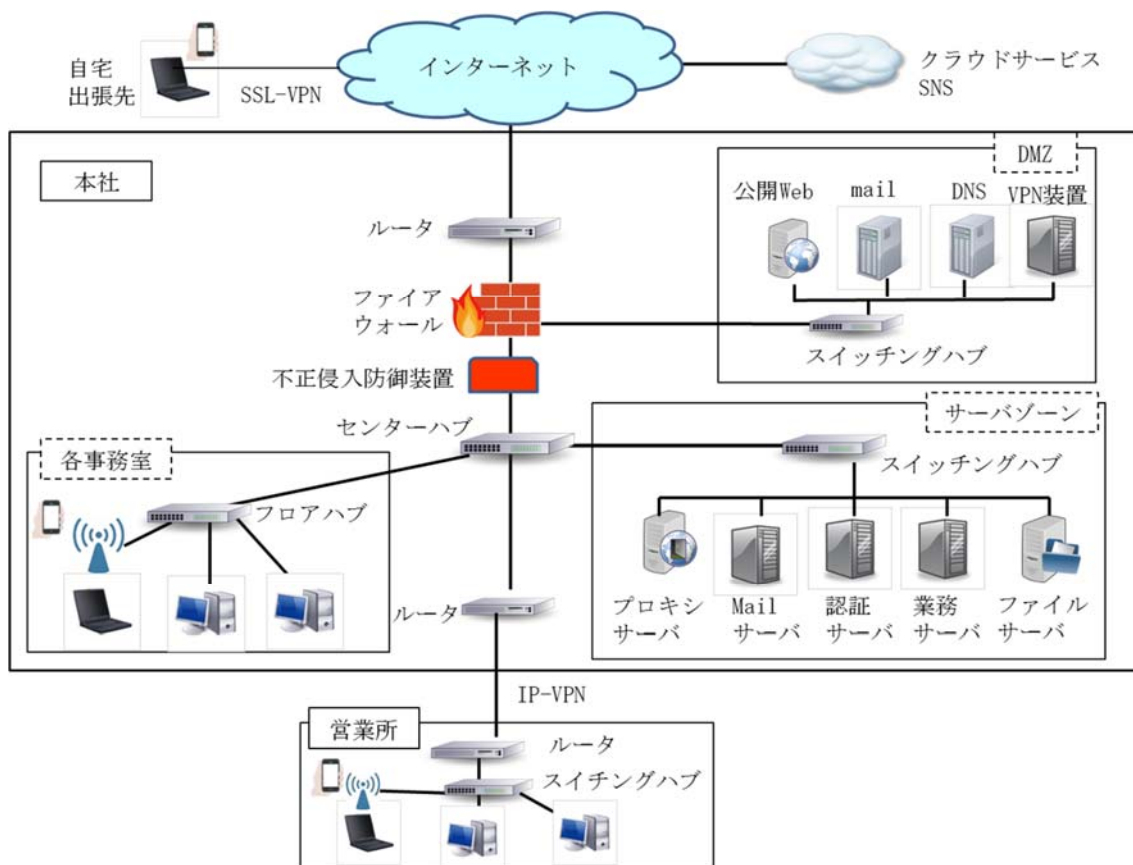 自宅
出張先
SSL-VPN
インターネット
クラウドサービス
SNS
本社
DMZ
公開Web
mail
DNS
VPN装置
ルータ
ファイア
ウォール
スイッチングハブ
不正侵入防御装置
センターハブ
サーバゾーン
各事務室
スイッチングハブ
フロアハブ
ルータ
プロキシ
サーバ
Mail
サーバ
認証
サーバ
業務
サーバ
ファイル
サーバ
IP-VPN
営業所
ルータ
スイチングハブ